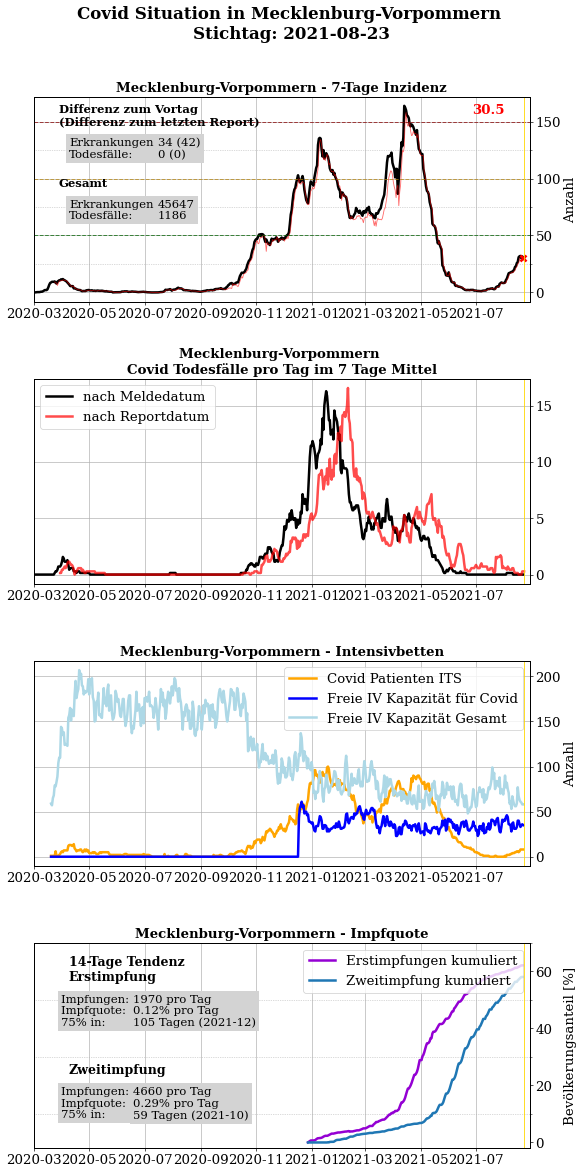 Covid Situation in Mecklenburg-Vorpommern
Stichtag: 2021-08-23
Mecklenburg-Vorpommern - 7-Tage Inzidenz
Differenz zum Vortag
(Differenz zum letzten Report)
Erkrankungen 34 (42)
Todesfälle: 0 (0)
Gesamt
Erkrankungen 45647
Todesfälle: 1186
30.5
150
100
50
0
Anzahl
2020-03 2020-05 2020-07 2020-09 2020-11 2021-01 2021-03 2021-05 2021-07
Mecklenburg-Vorpommern
Covid Todesfälle pro Tag im 7 Tage Mittel
nach Meldedatum
nach Reportdatum
15
10
5
0
2020-03 2020-05 2020-07 2020-09 2020-11 2021-01 2021-03 2021-05 2021-07
Mecklenburg-Vorpommern - Intensivbetten
Covid Patienten ITS
Freie IV Kapazität für Covid
Freie IV Kapazität Gesamt
200
150
100
50
0
Anzahl
2020-03 2020-05 2020-07 2020-09 2020-11 2021-01 2021-03 2021-05 2021-07
Mecklenburg-Vorpommern - Impfquote
14-Tage Tendenz
Erstimpfung
Impfungen: 1970 pro Tag
Impfquote: 0.12% pro Tag
75% in: 105 Tagen (2021-12)
Zweitimpfung
Impfungen: 4660 pro Tag
Impfquote: 0.29% pro Tag
75% in: 59 Tagen (2021-10)
Erstimpfungen kumuliert
Zweitimpfung kumuliert
60
40
20
0
Bevölkerungsanteil [%]
2020-03 2020-05 2020-07 2020-09 2020-11 2021-01 2021-03 2021-05 2021-07